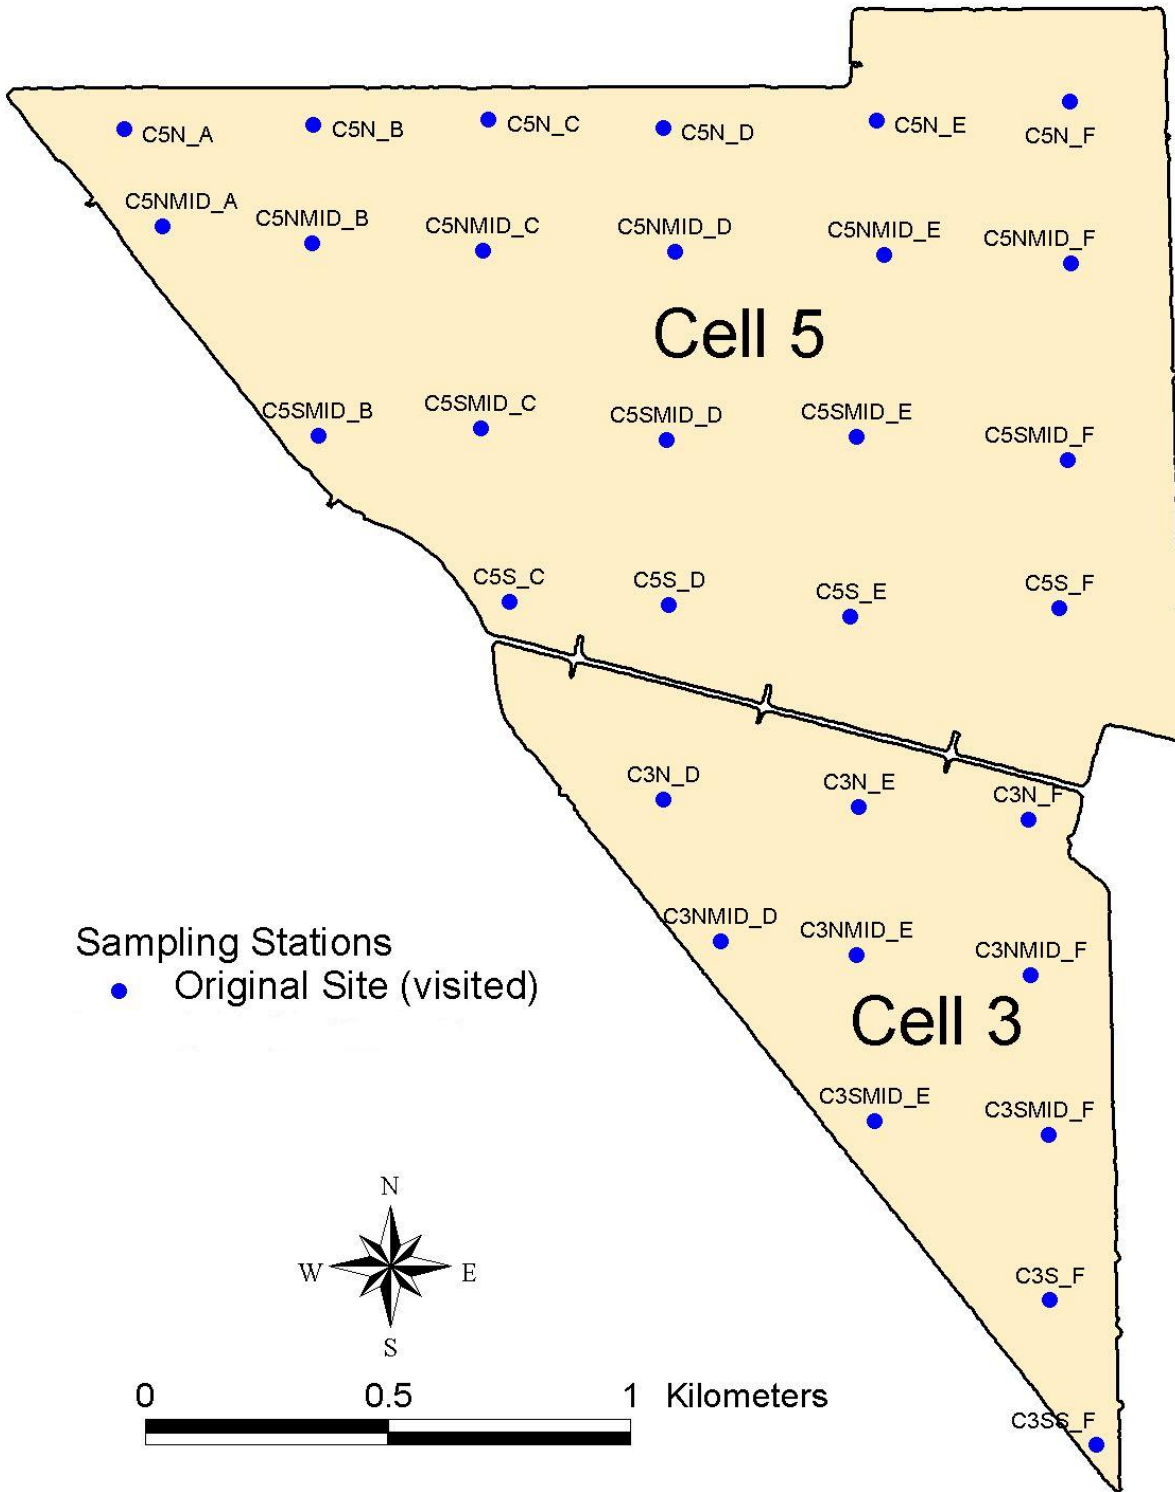 C5N_A
C5N_B
C5N_C
C5N_D
C5N_E
C5N_F
C5NMID_A
C5NMID_B
C5NMID_C
C5NMID_D
C5NMID_E
C5NMID_F
Cell 5
C5SMID_B
C5SMID_C
C5SMID_D
C5SMID_E
C5SMID_F
C5S_C
C5S_D
C5S_E
C5S_F
C3N_D
C3N_E
C3N_F
C3NMID_D
C3NMID_E
C3NMID_F
Cell 3
Sampling Stations
Original Site (visited)
C3SMID_E
C3SMID_F
C3S_F
C3SS_F
N
W
E
S
0 0.5 1 Kilometers